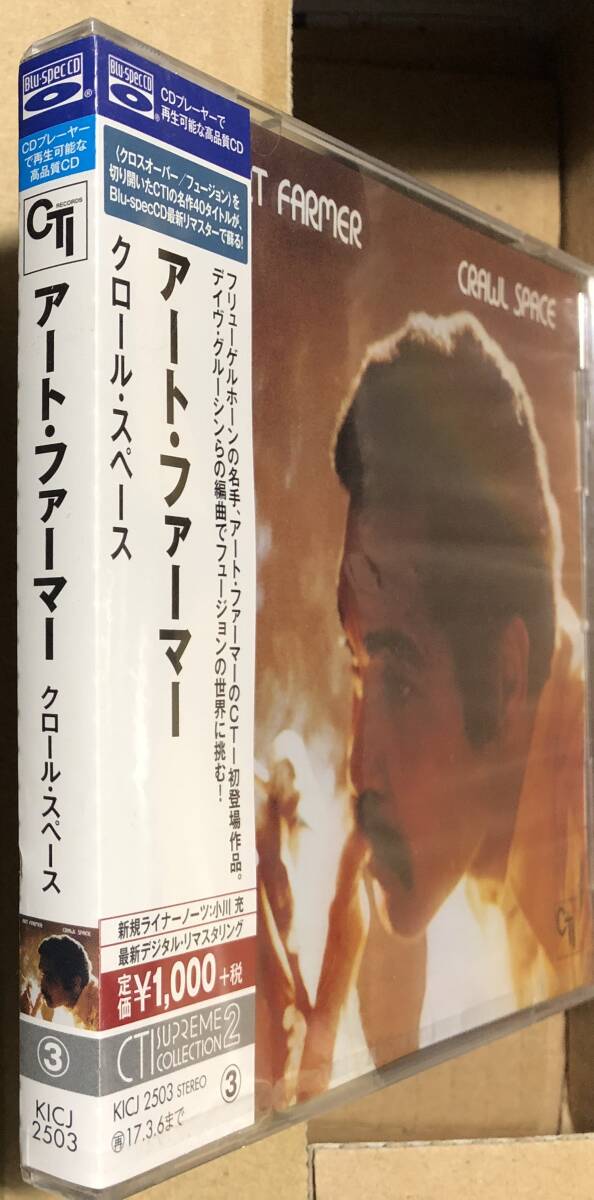 Blu-specCD
CDプレーヤー
で再生可能な
高品質CD
CTI
RECORDS
アート・ファーマー
クロール・スペース
ART FARMER
CRAWL SPACE
③
KICJ
2503
Blu-specCD
CDプレーヤーで
再生可能な高品質CD
〈クロスオーバー/フュージョン〉を
切り開いたCTIの名作40タイトルが、
Blu-specCD最新リマスターで蘇る!
クロール・スペース
アート・ファーマー
フリューゲルホーンの名手、アート・ファーマーのCTI初登場作品。
デイヴ・グルーシンらの編曲でフュージョンの世界に挑む!
新規ライナーノーツ:小川 充
最新デジタル・リマスタリング
定価¥1,000+税
CTI SUPREME COLLECTION 2
KICJ 2503 STEREO
③
再17.3.6まで
FARMER
CRAWL SPACE
CTI